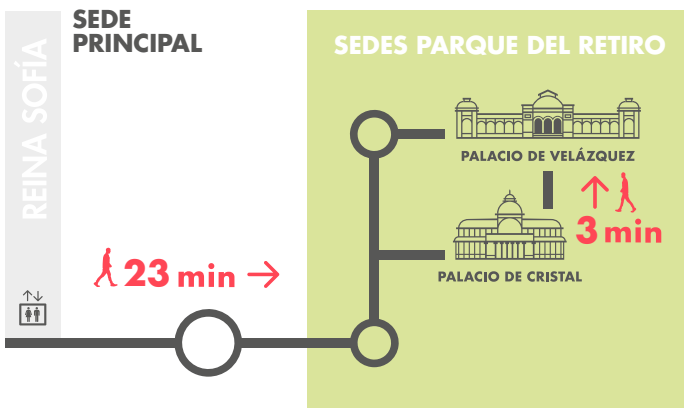 REINA SOFÍA
SEDE
PRINCIPAL
23 min
SEDES PARQUE DEL RETIRO
PALACIO DE VELÁZQUEZ
3 min
PALACIO DE CRISTAL